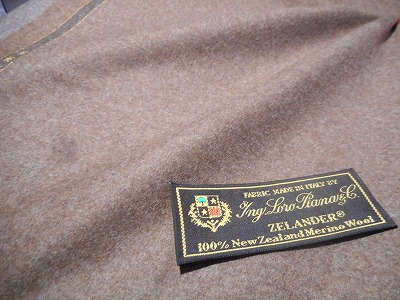 FABRIC MADE IN ITALY BY
Ing. Loro Piana & C.
ZELANDER®
100% New Zealand Merino Wool